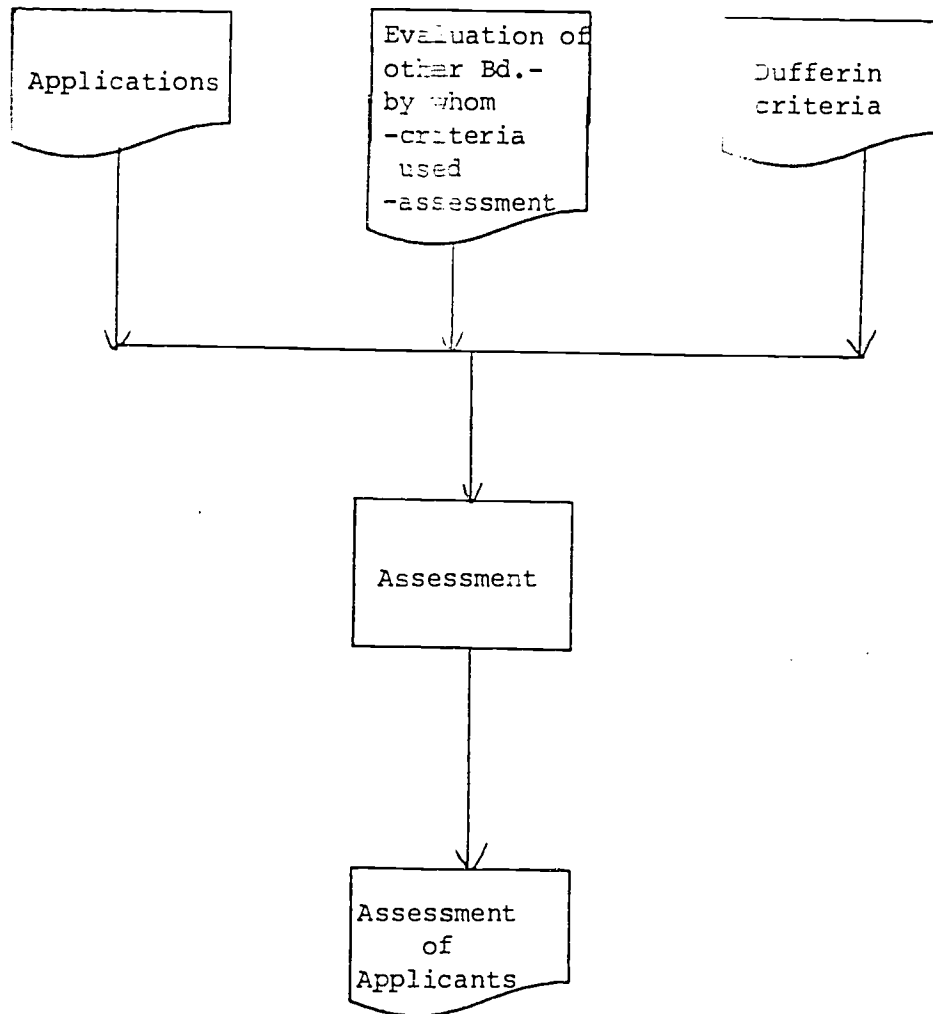 Applications
Evaluation of
other Bd.-
by whom
-criteria
used
-assessment
Dufferin
criteria
Assessment
Assessment
of
Applicants